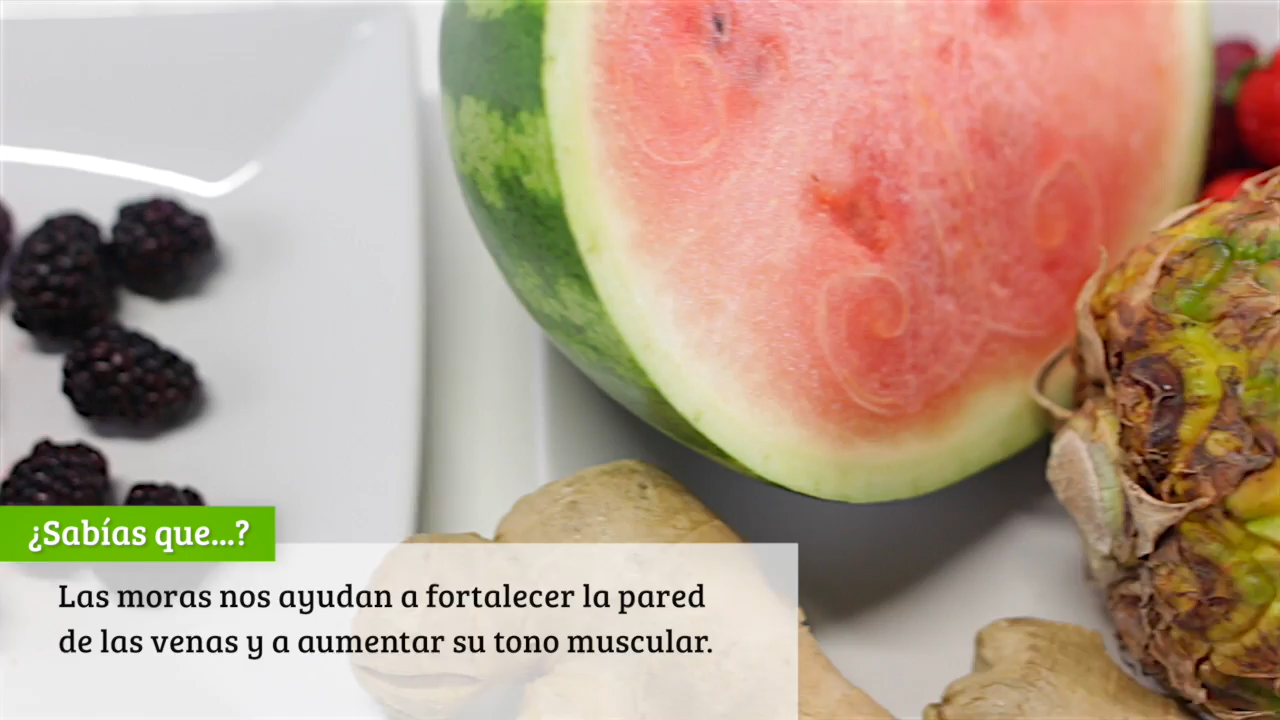 ¿Sabías que...?
Las moras nos ayudan a fortalecer la pared
de las venas y a aumentar su tono muscular.